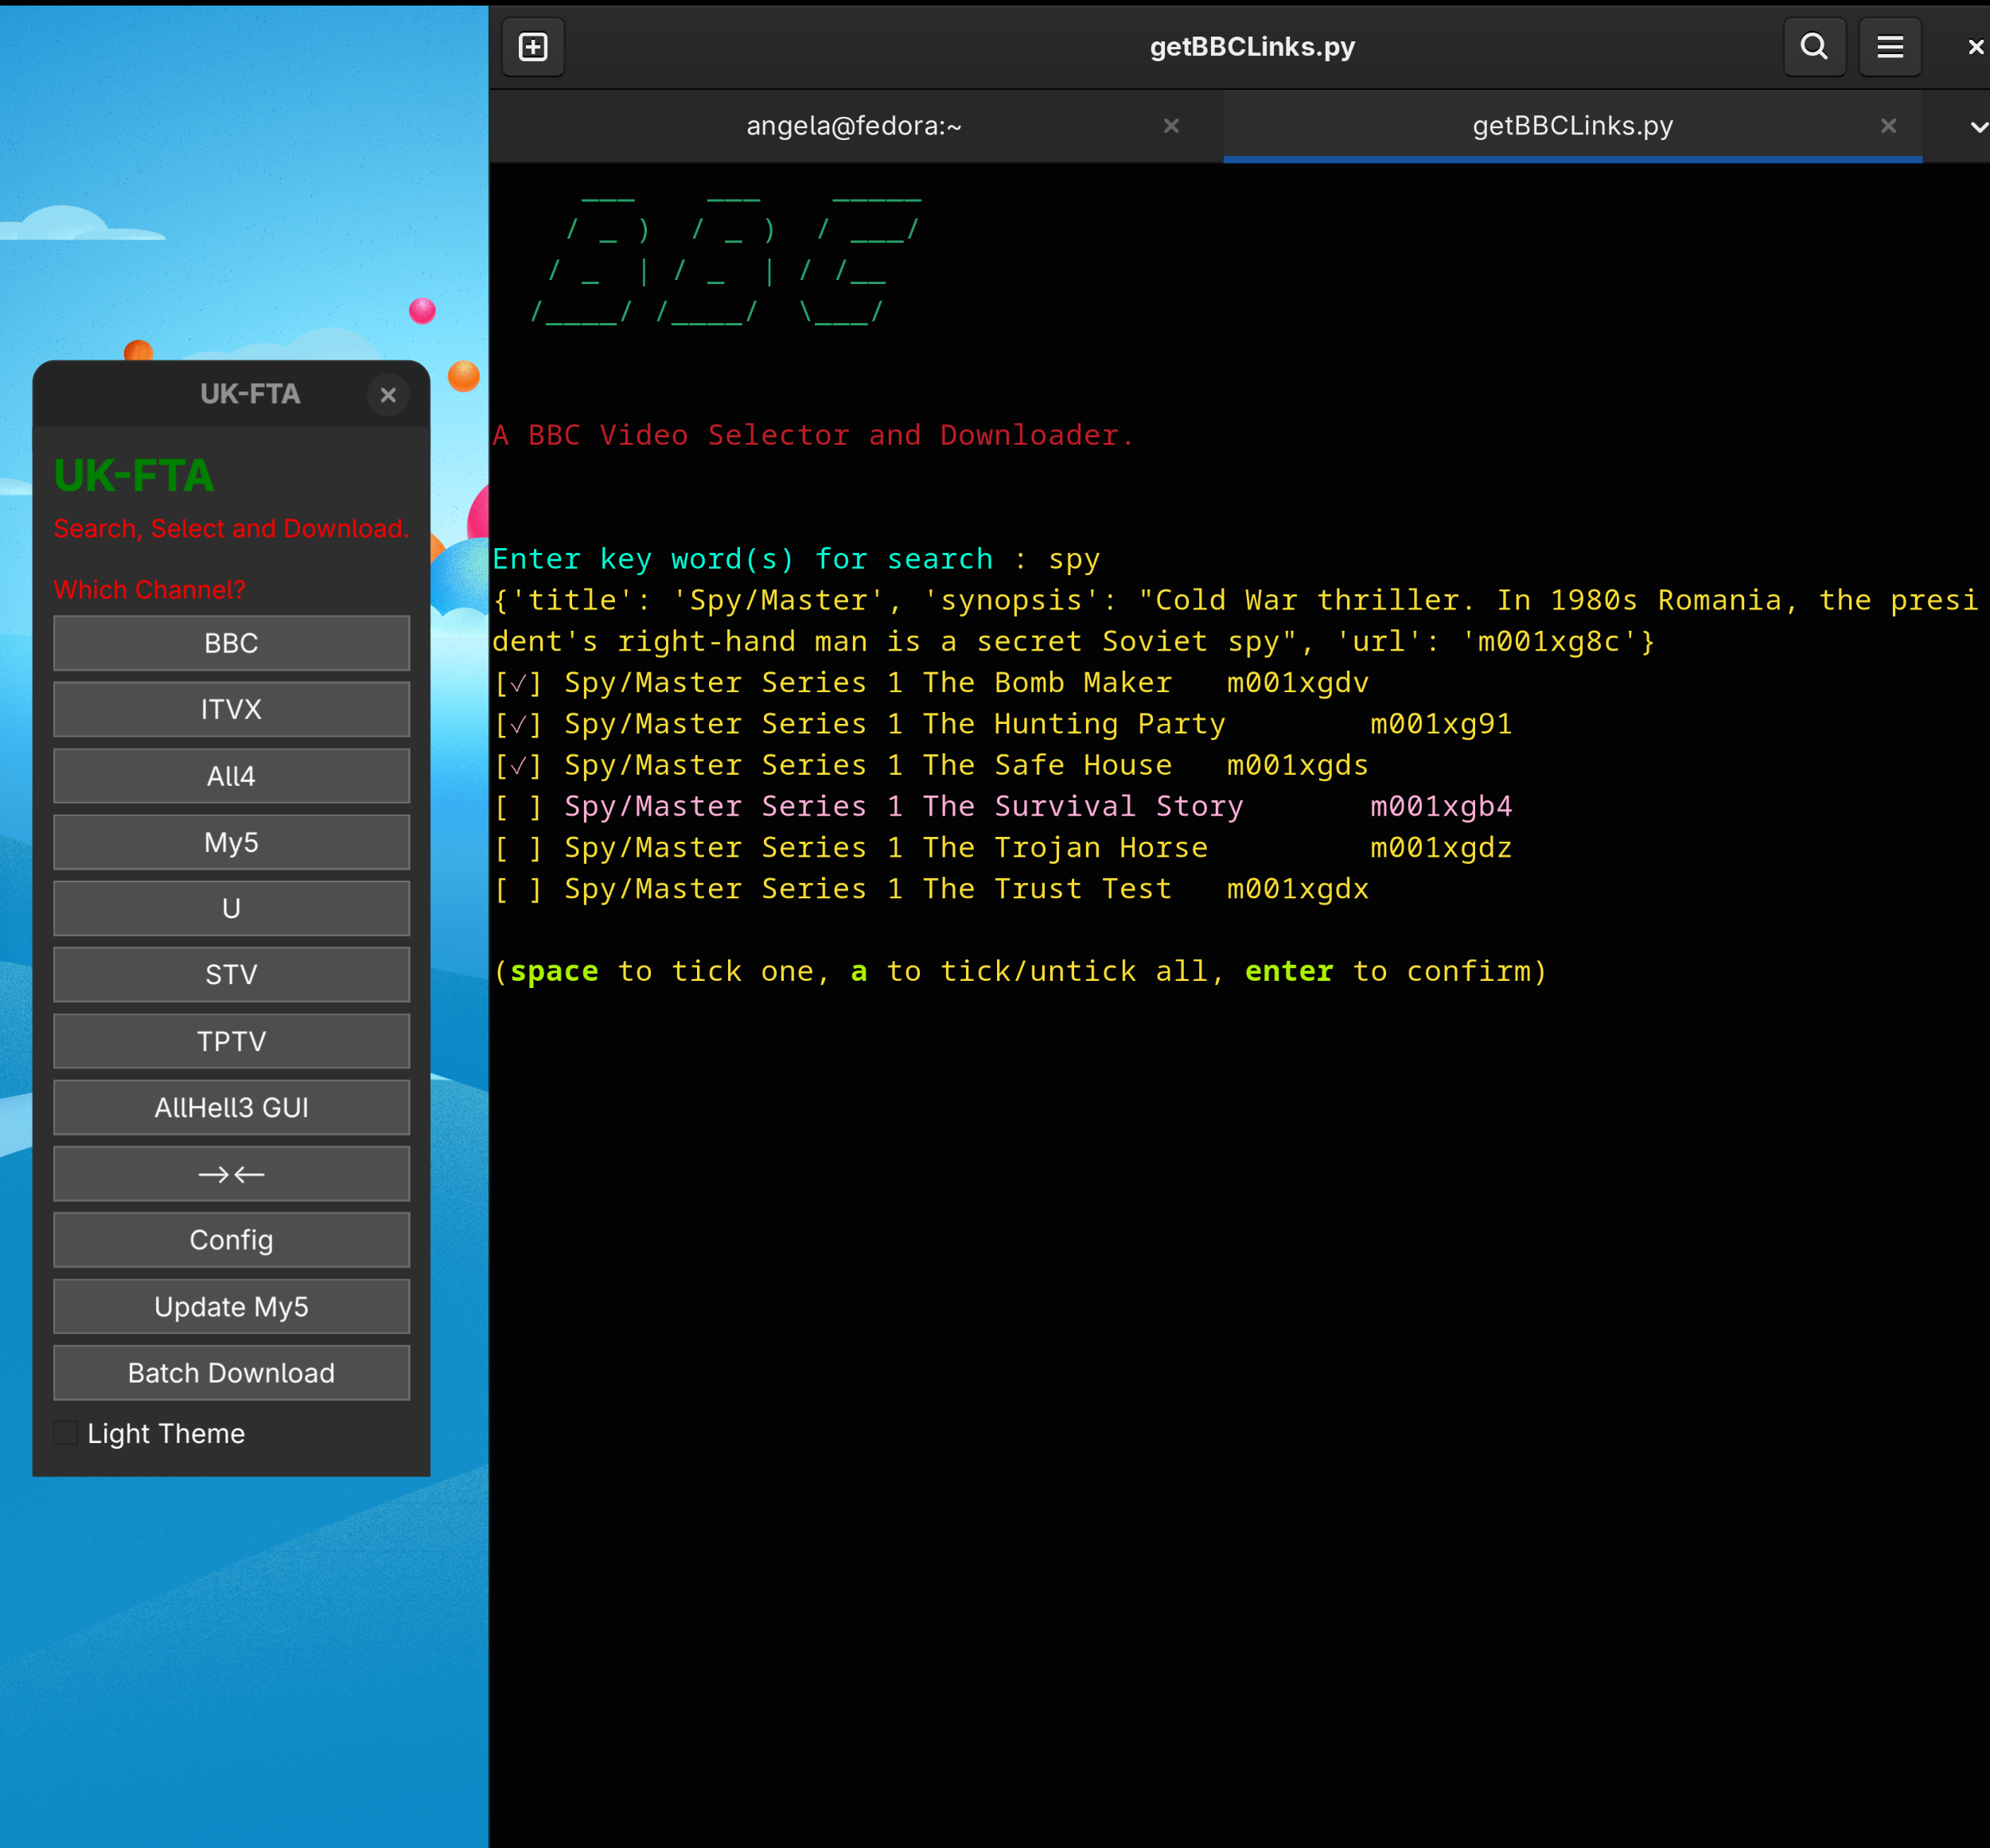 UK-FTA
UK-FTA
Search, Select and Download.
Which Channel?
BBC
ITVX
All4
My5
U
STV
TPTV
AllHell3 GUI
→←
Config
Update My5
Batch Download
Light Theme
getBBCLinks.py
angela@fedora:~
getBBCLinks.py
BBC
A BBC Video Selector and Downloader.
Enter key word(s) for search : spy
{'title': 'Spy/Master', 'synopsis': "Cold War thriller. In 1980s Romania, the presi
dent's right-hand man is a secret Soviet spy", 'url': 'm001xg8c'}
[✓] Spy/Master Series 1 The Bomb Maker m001xgdv
[✓] Spy/Master Series 1 The Hunting Party m001xg91
[✓] Spy/Master Series 1 The Safe House m001xgds
[ ] Spy/Master Series 1 The Survival Story m001xgb4
[ ] Spy/Master Series 1 The Trojan Horse m001xgdz
[ ] Spy/Master Series 1 The Trust Test m001xgdx
(space to tick one, a to tick/untick all, enter to confirm)